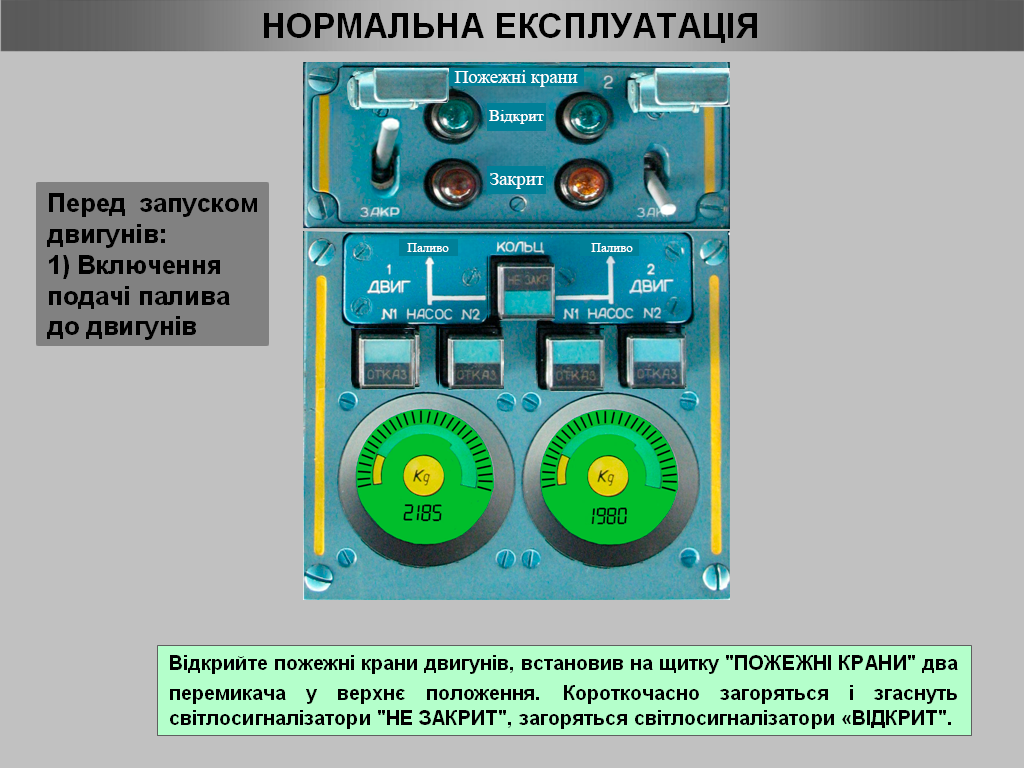 НОРМАЛЬНА ЕКСПЛУАТАЦІЯ
Пожежні крани
2
Відкрит
Закрит
ЗАКР
ЗАК
Перед запуском
двигунів:
1) Включення
подачі палива
до двигунів
Паливо КОЛЬЦ Паливо
1
ДВИГ
НЕ ЗАКР
2
ДВИГ
N1 НАСОС N2 N1 НАСОС N2
ОТКАЗ ОТКАЗ ОТКАЗ ОТКАЗ
Kg Kg
2185 1980
Відкрийте пожежні крани двигунів, встановив на щитку "ПОЖЕЖНІ КРАНИ" два
перемикача у верхнє положення. Короткочасно загоряться і згаснуть
світлосигналізатори "НЕ ЗАКРИТ", загоряться світлосигналізатори «ВІДКРИТ".